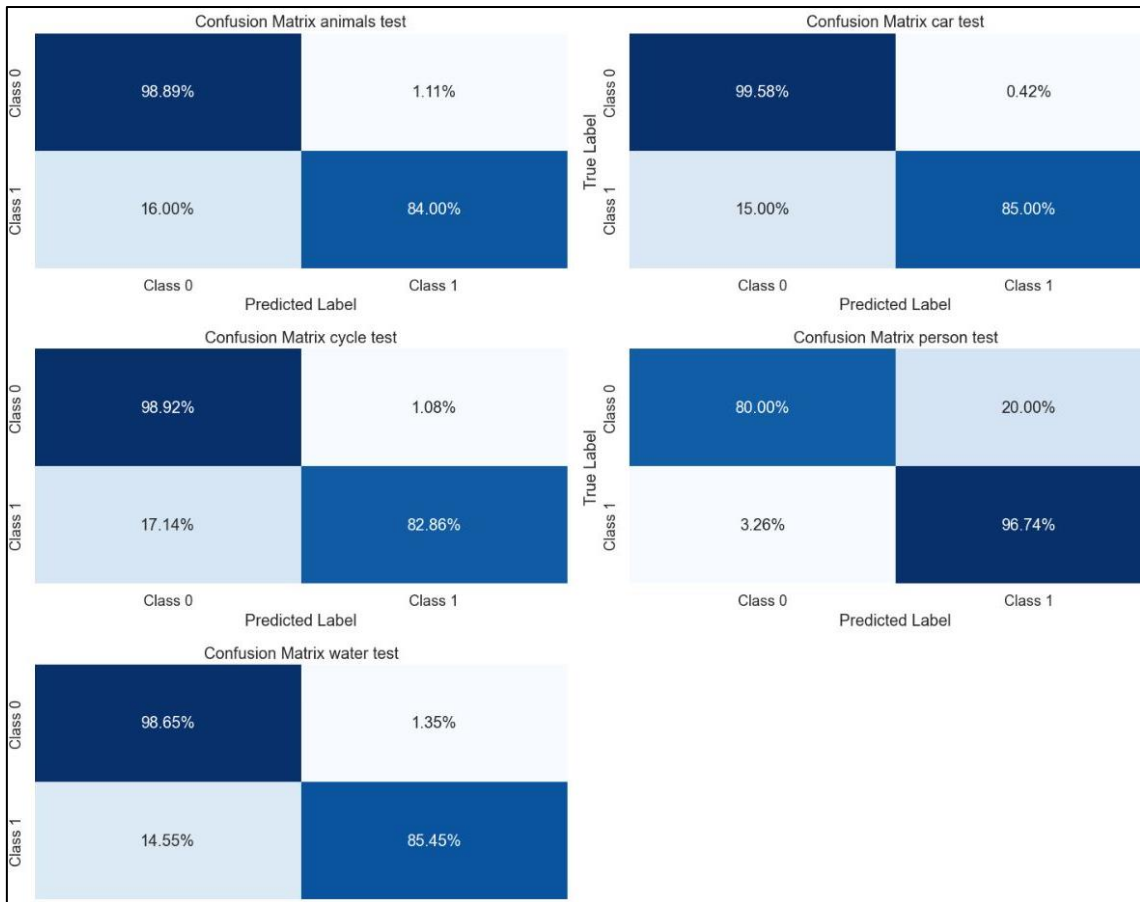 Confusion Matrix animals test
Class 0
98.89%
1.11%
Class 1
16.00%
84.00%
Class 0
Class 1
Predicted Label
Confusion Matrix car test
True Label
Class 0
99.58%
0.42%
Class 1
15.00%
85.00%
Class 0
Class 1
Predicted Label
Confusion Matrix cycle test
Class 0
98.92%
1.08%
Class 1
17.14%
82.86%
Class 0
Class 1
Predicted Label
Confusion Matrix person test
True Label
Class 0
80.00%
20.00%
Class 1
3.26%
96.74%
Class 0
Class 1
Predicted Label
Confusion Matrix water test
Class 0
98.65%
1.35%
Class 1
14.55%
85.45%